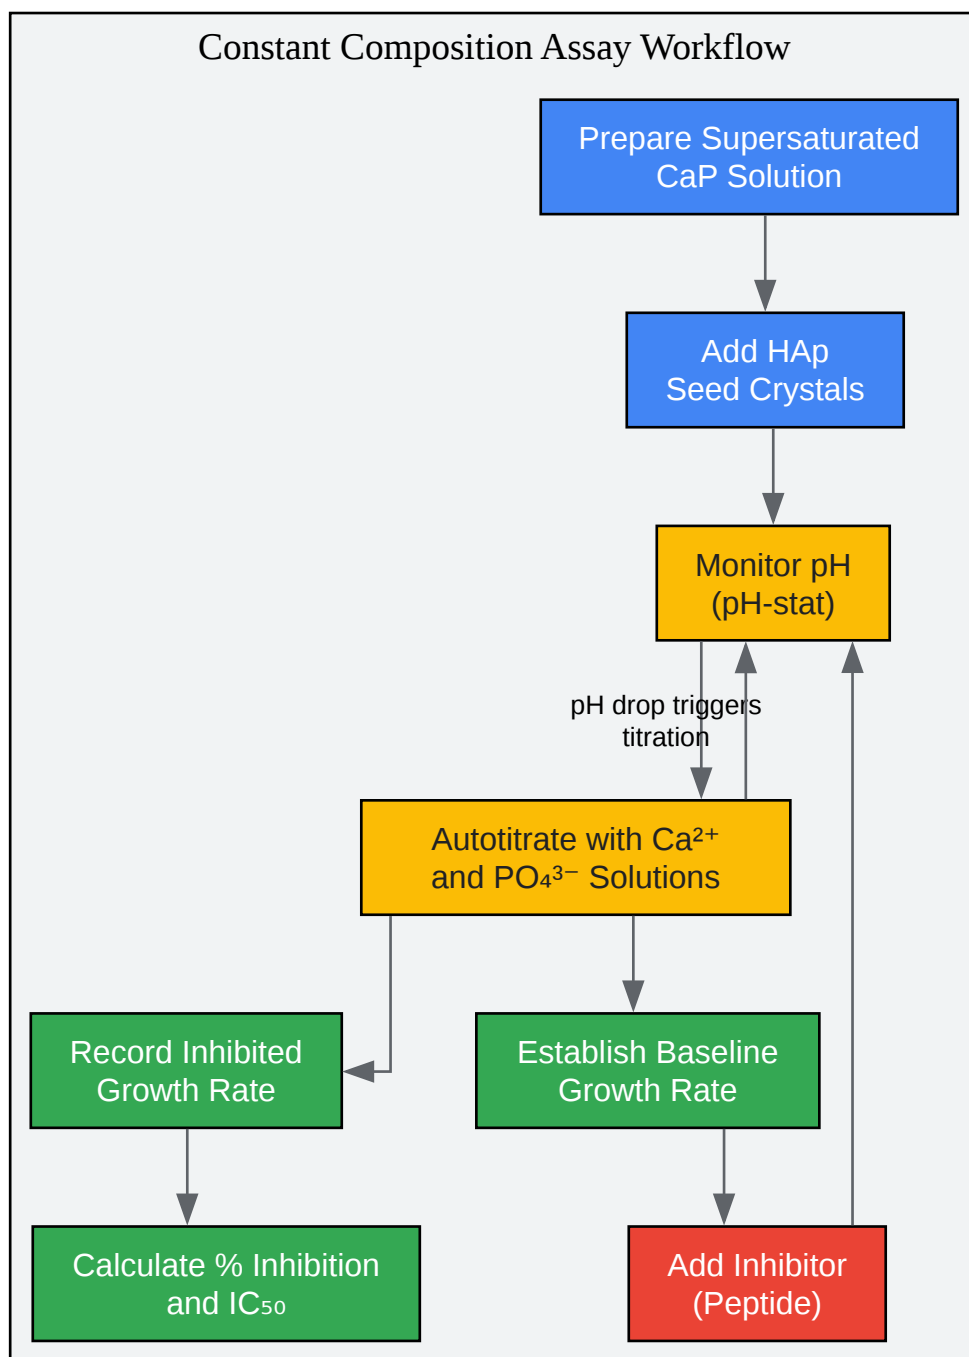 Constant Composition Assay Workflow
Prepare Supersaturated
CaP Solution
Add HAp
Seed Crystals
Monitor pH
(pH-stat)
pH drop triggers
titration
Autotitrate with Ca²⁺
and PO₄³⁻ Solutions
Record Inhibited
Growth Rate
Establish Baseline
Growth Rate
Calculate % Inhibition
and IC₅₀
Add Inhibitor
(Peptide)